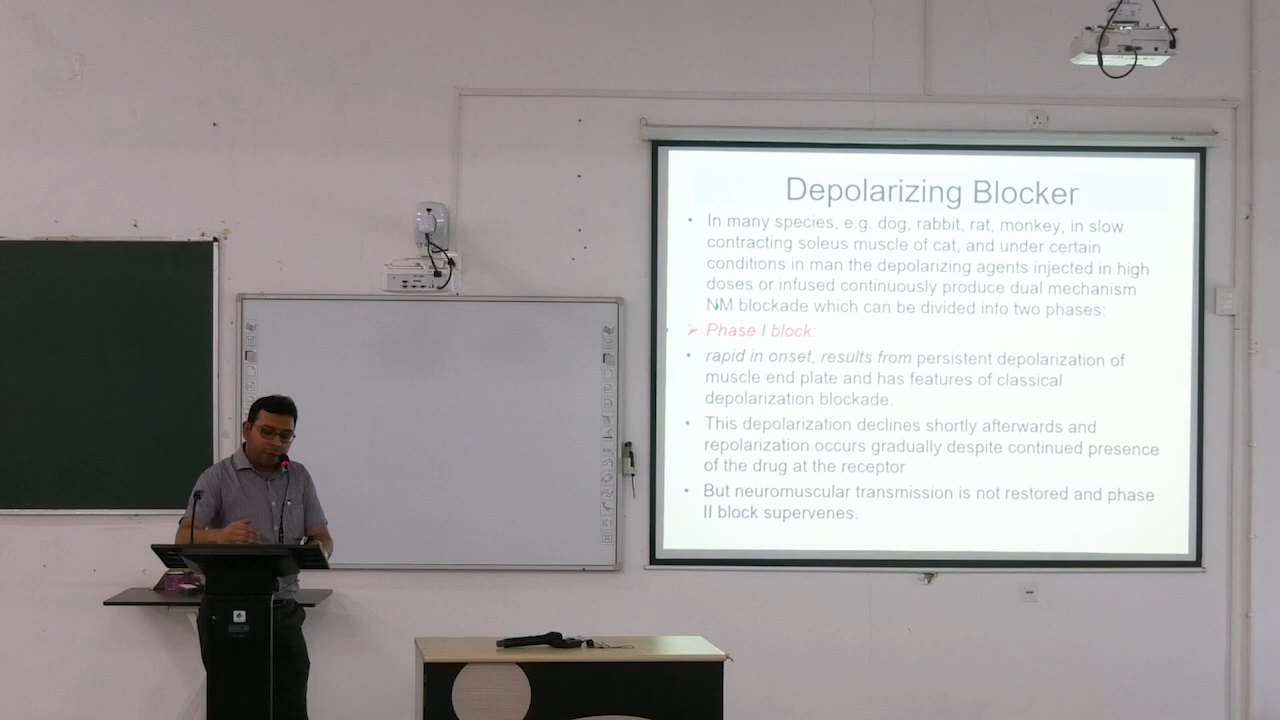 Depolarizing Blocker
• In many species, e.g. dog, rabbit, rat, monkey, in slow
contracting soleus muscle of cat, and under certain
conditions in man the depolarizing agents injected in high
doses or infused continuously produce dual mechanism
NM blockade which can be divided into two phases:
➢ Phase I block:
• rapid in onset, results from persistent depolarization of
muscle end plate and has features of classical
depolarization blockade.
• This depolarization declines shortly afterwards and
repolarization occurs gradually despite continued presence
of the drug at the receptor
• But neuromuscular transmission is not restored and phase
II block supervenes.